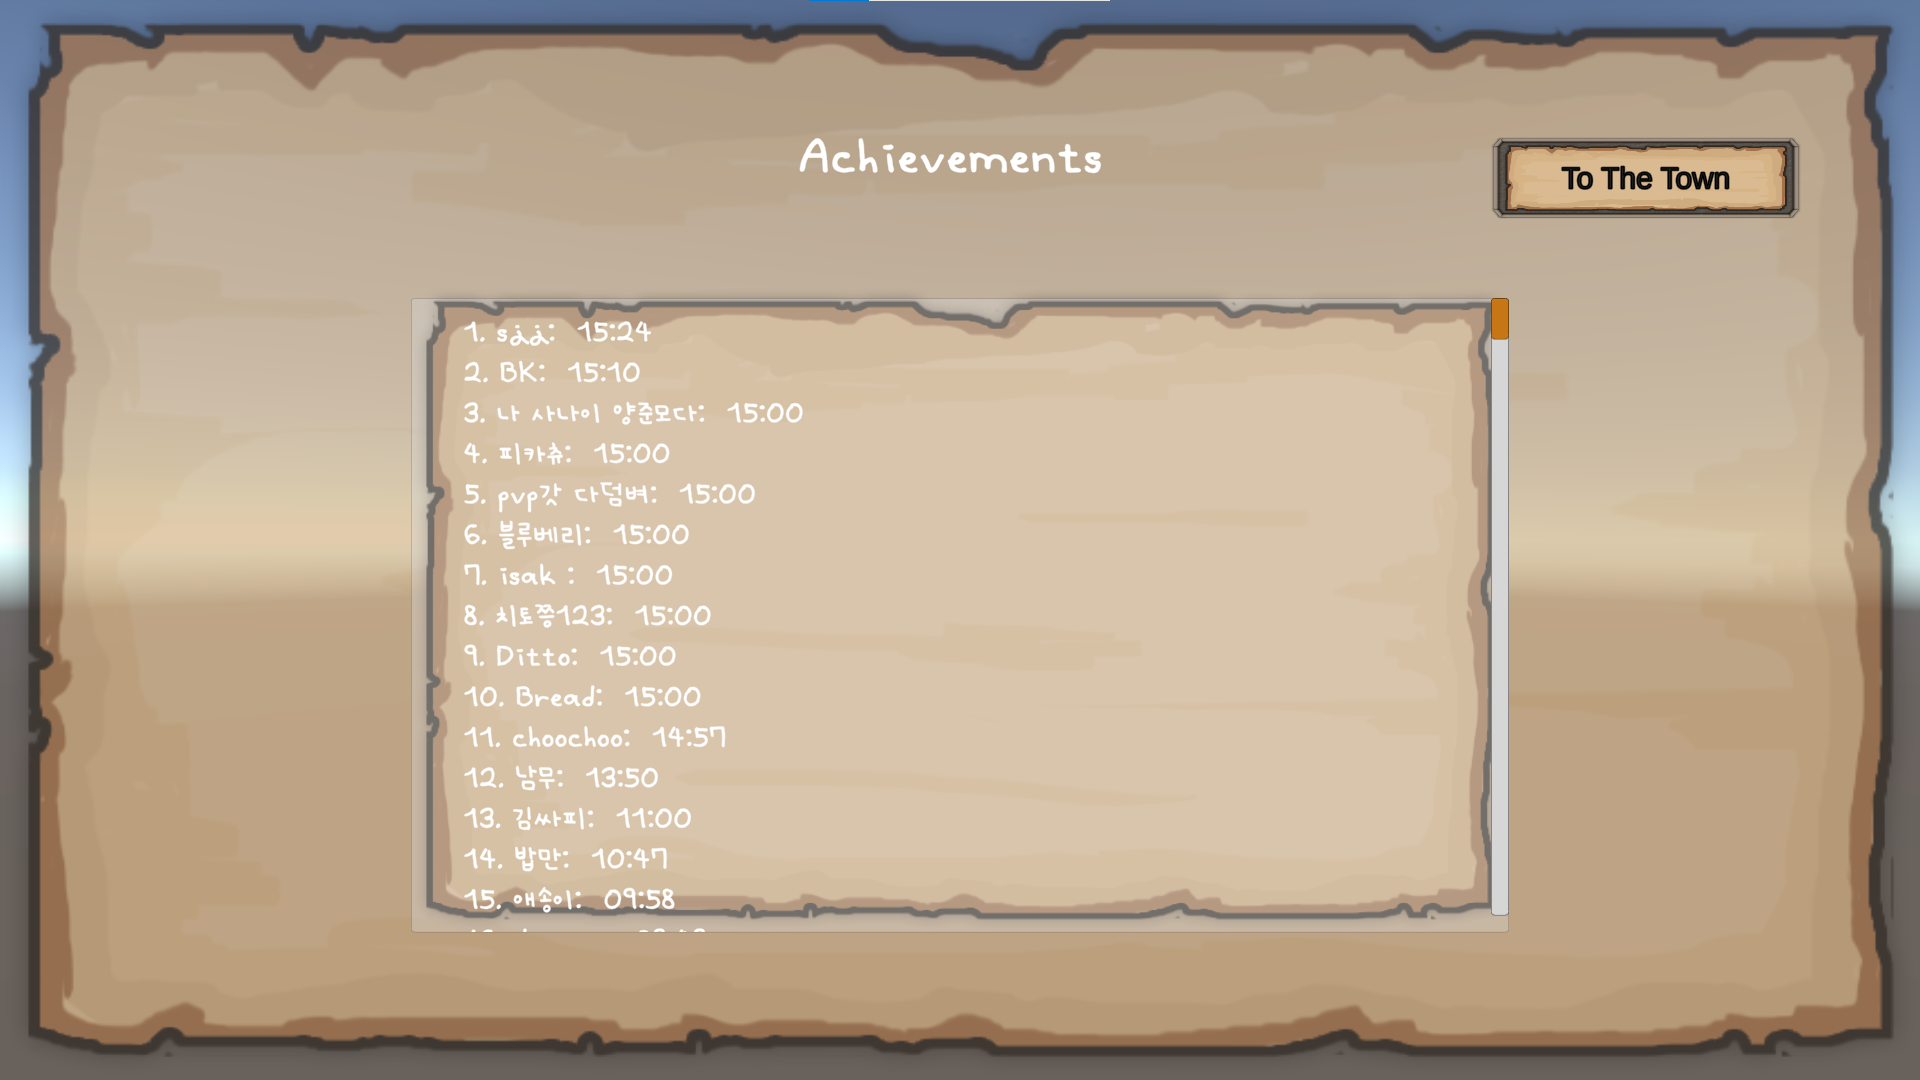 Achievements
To The Town
1. sjj: 15:24
2. BK: 15:10
3. 나 사나이 양준모다: 15:00
4. 피카츄: 15:00
5. pvp갓 다덤벼: 15:00
6. 블루베리: 15:00
7. isak : 15:00
8. 치토쯩123: 15:00
9. Ditto: 15:00
10. Bread: 15:00
11. choochoo: 14:57
12. 남무: 13:50
13. 김싸피: 11:00
14. 밥만: 10:47
15. 애송이: 09:58